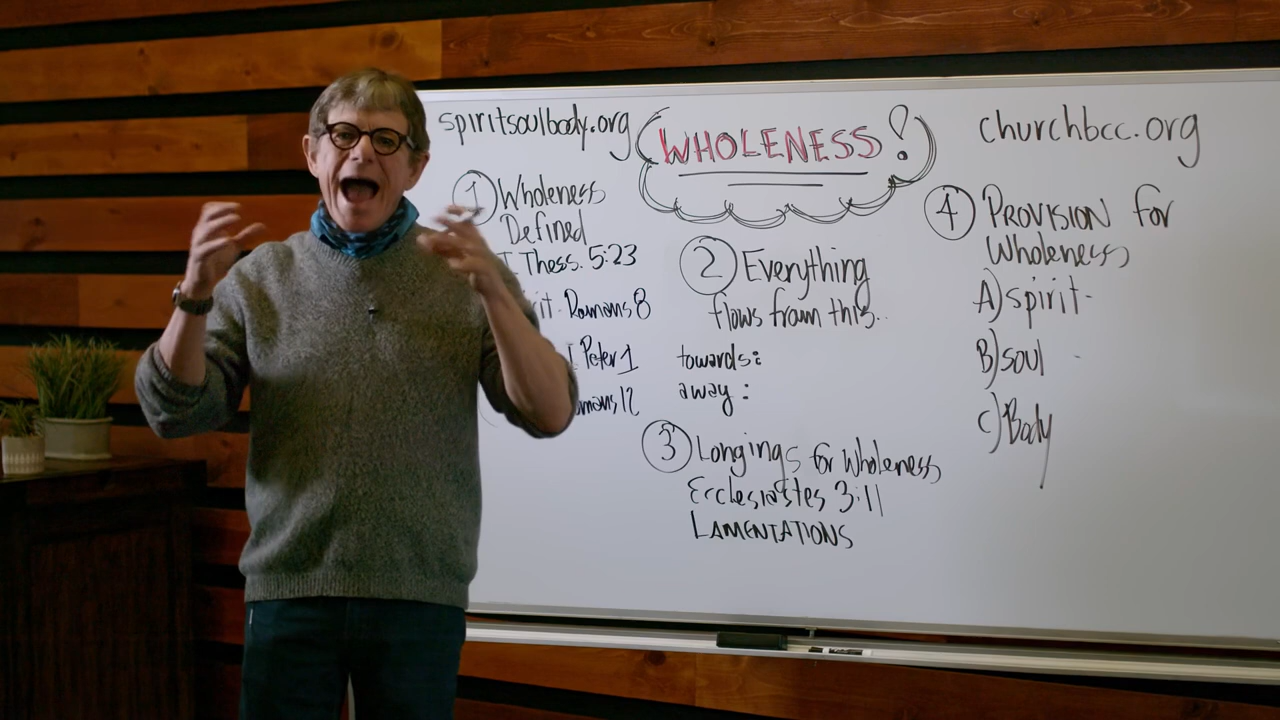 spiritsoulbody.org
WHOLENESS!
churchbcc.org
1 Wholeness
Defined
Thess. 5:23
Romans 8
Peter 1
12
2 Everything
flows from this..
towards:
away:
3 Longings for Wholeness
Ecclesiastes 3:11
LAMENTATIONS
4 PROVISION for
Wholeness
A) spirit
B) soul
C) Body